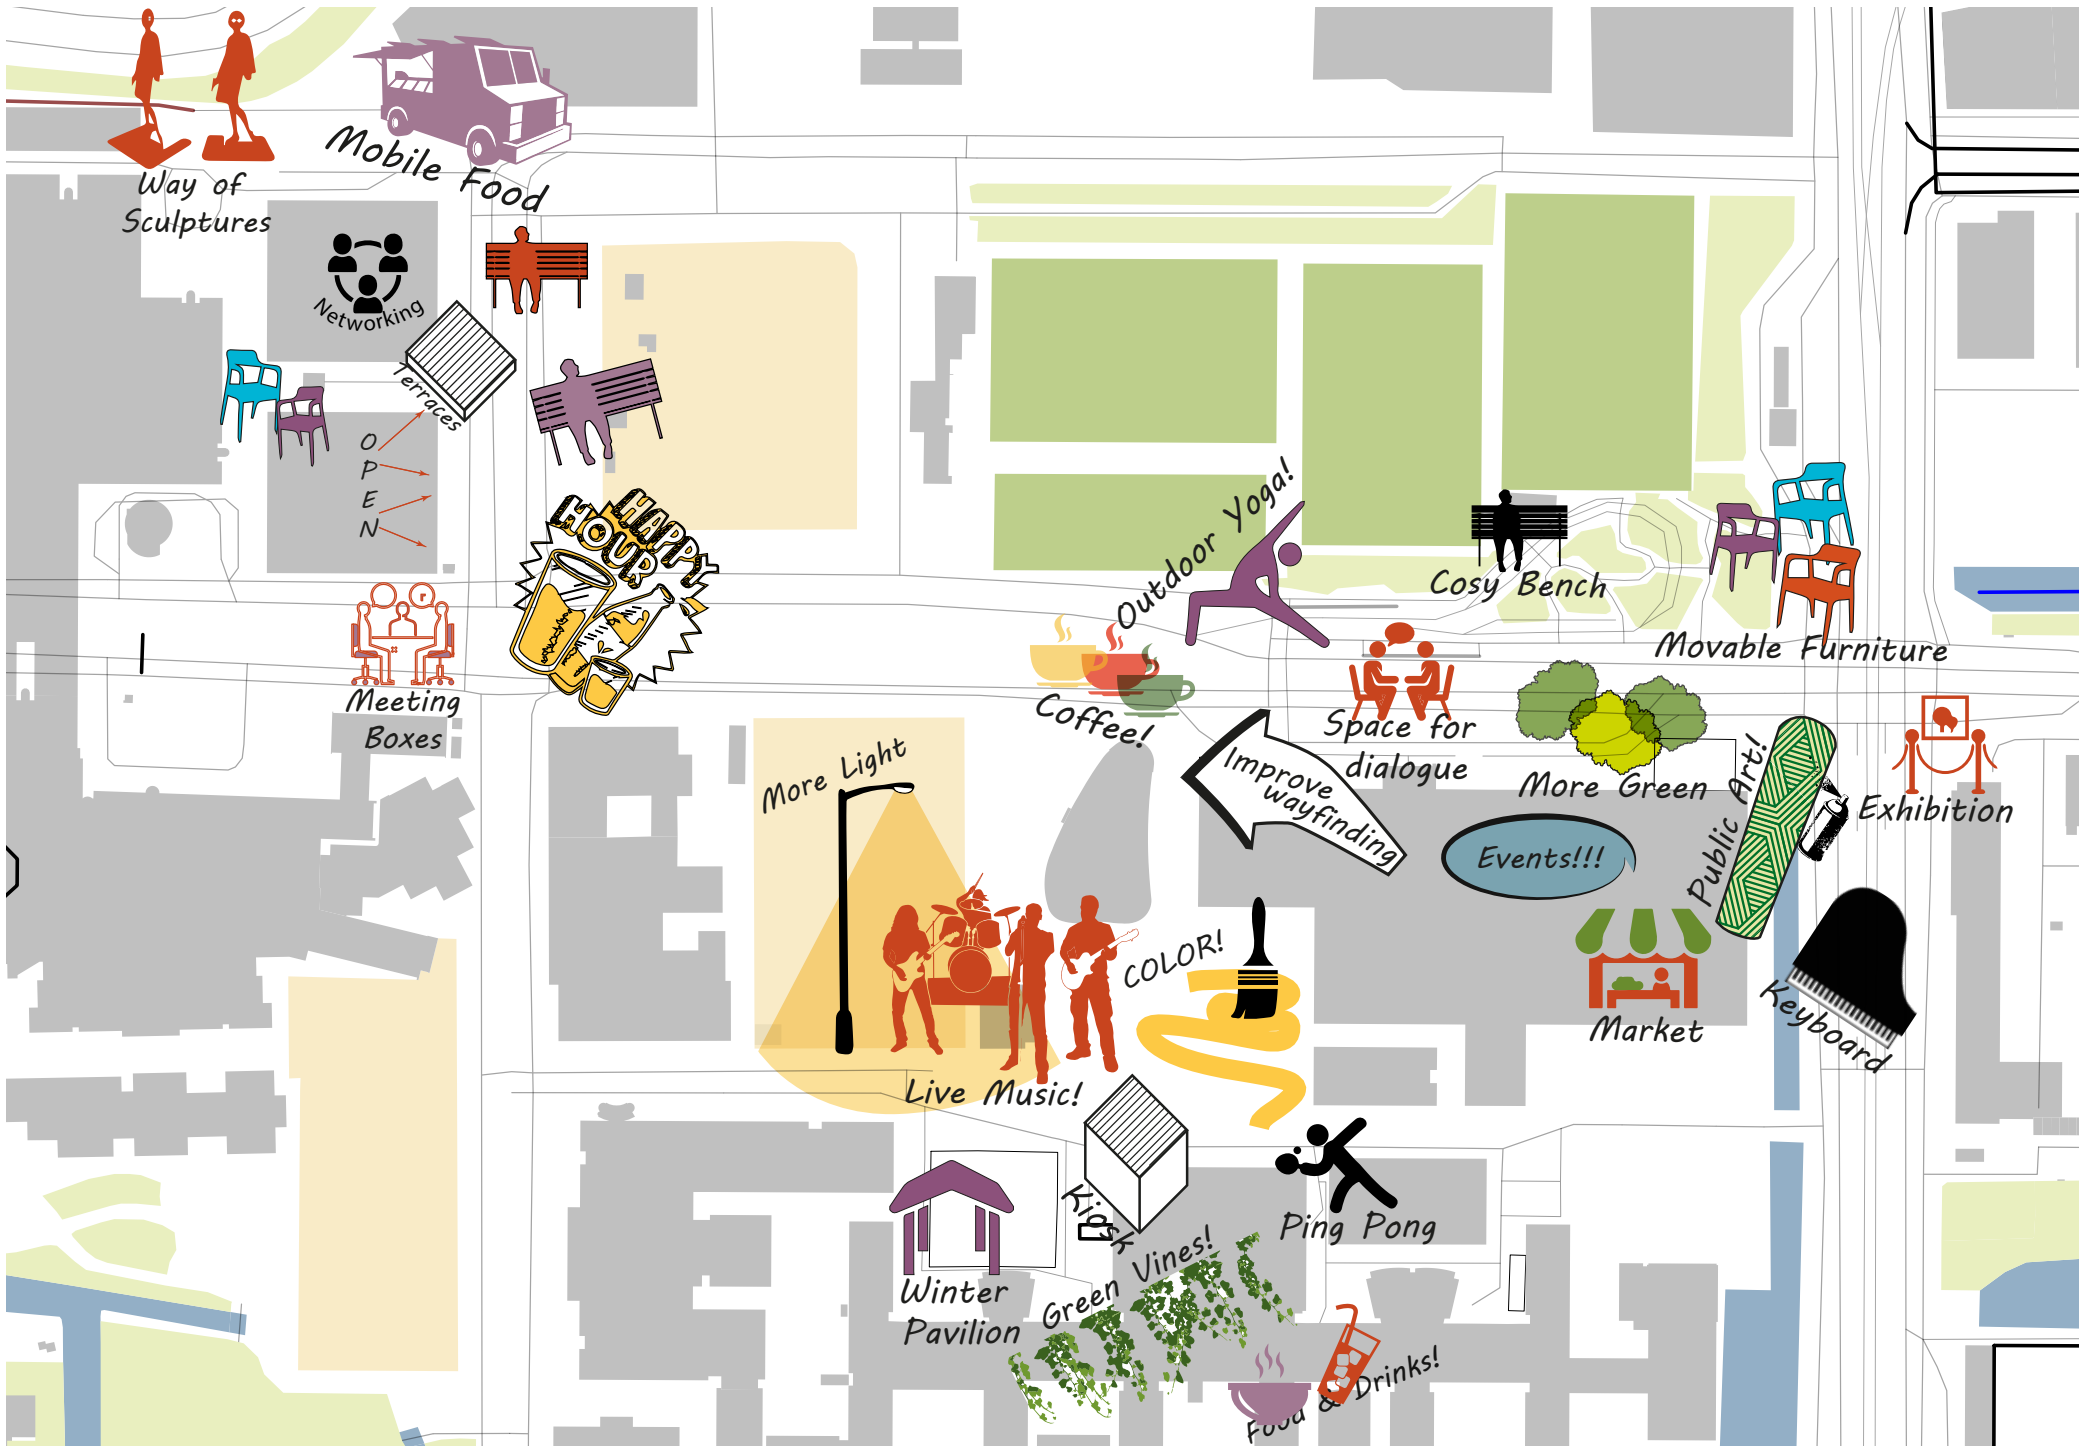 Way of
Sculptures
Mobile Food
Networking
Terraces
O
P
E
N
HAPPY
HOUR
Meeting
Boxes
Outdoor Yoga!
Cosy Bench
Movable Furniture
Coffee!
Space for
dialogue
More Green
Improve
wayfinding
Events!!!
Public Art!
Exhibition
More Light
Live Music!
COLOR!
Market
Keyboard
Kiosk
Ping Pong
Winter
Pavilion
Green Vines!
Food & Drinks!
r